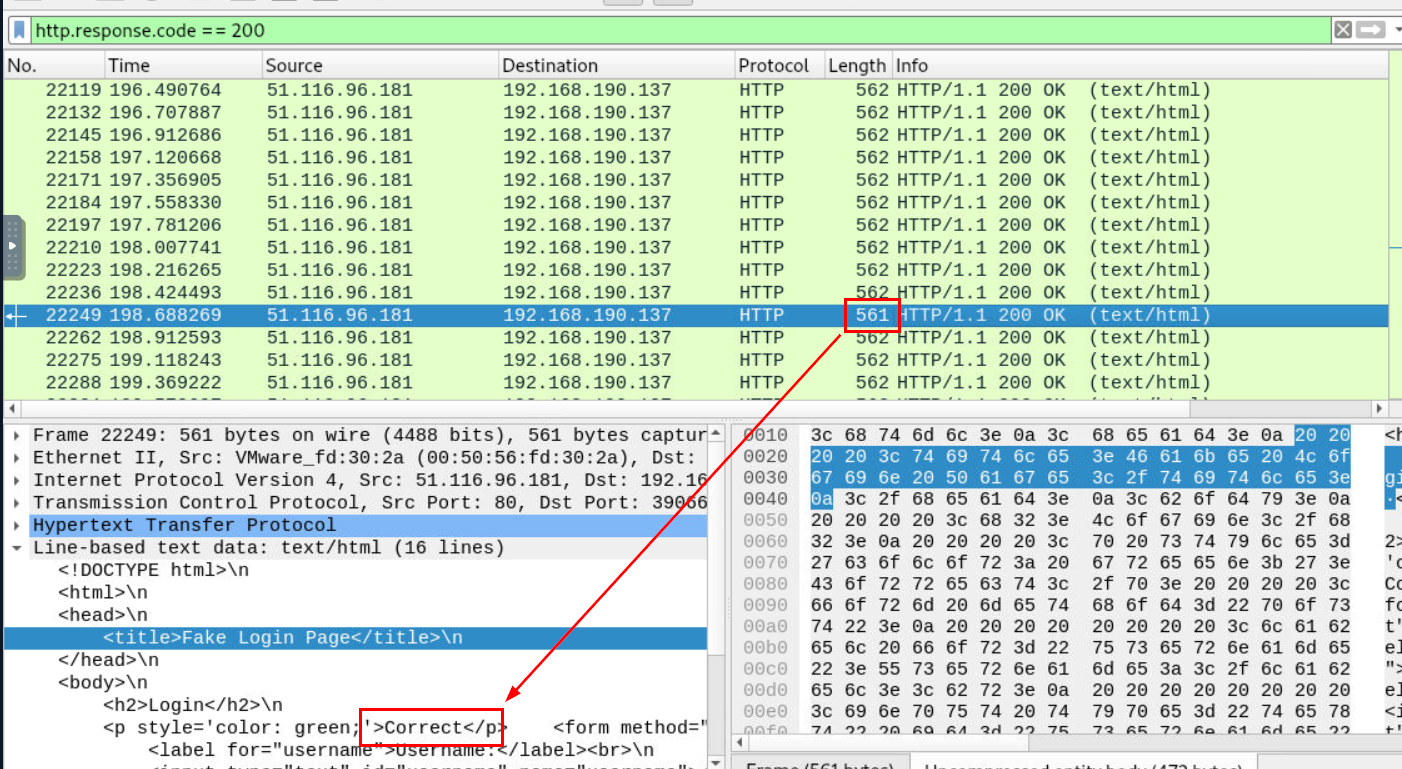 http.response.code == 200
No. Time Source Destination Protocol Length Info
22119 196.490764 51.116.96.181 192.168.190.137 HTTP 562 HTTP/1.1 200 OK (text/html)
22132 196.707887 51.116.96.181 192.168.190.137 HTTP 562 HTTP/1.1 200 OK (text/html)
22145 196.912686 51.116.96.181 192.168.190.137 HTTP 562 HTTP/1.1 200 OK (text/html)
22158 197.120668 51.116.96.181 192.168.190.137 HTTP 562 HTTP/1.1 200 OK (text/html)
22171 197.356905 51.116.96.181 192.168.190.137 HTTP 562 HTTP/1.1 200 OK (text/html)
22184 197.558330 51.116.96.181 192.168.190.137 HTTP 562 HTTP/1.1 200 OK (text/html)
22197 197.781206 51.116.96.181 192.168.190.137 HTTP 562 HTTP/1.1 200 OK (text/html)
22210 198.007741 51.116.96.181 192.168.190.137 HTTP 562 HTTP/1.1 200 OK (text/html)
22223 198.216265 51.116.96.181 192.168.190.137 HTTP 562 HTTP/1.1 200 OK (text/html)
22236 198.424493 51.116.96.181 192.168.190.137 HTTP 562 HTTP/1.1 200 OK (text/html)
22249 198.688269 51.116.96.181 192.168.190.137 HTTP 561 HTTP/1.1 200 OK (text/html)
22262 198.912593 51.116.96.181 192.168.190.137 HTTP 562 HTTP/1.1 200 OK (text/html)
22275 199.118243 51.116.96.181 192.168.190.137 HTTP 562 HTTP/1.1 200 OK (text/html)
22288 199.369222 51.116.96.181 192.168.190.137 HTTP 562 HTTP/1.1 200 OK (text/html)
Frame 22249: 561 bytes on wire (4488 bits), 561 bytes captur
Ethernet II, Src: VMware_fd:30:2a (00:50:56:fd:30:2a), Dst:
Internet Protocol Version 4, Src: 51.116.96.181, Dst: 192.16
Transmission Control Protocol, Src Port: 80, Dst Port: 39066
Hypertext Transfer Protocol
Line-based text data: text/html (16 lines)
<!DOCTYPE html>\n
<html>\n
<head>\n
<title>Fake Login Page</title>\n
</head>\n
<body>\n
<h2>Login</h2>\n
<p style='color: green;'>Correct</p> <form method="
<label for="username">Username:</label><br>\n
0010 3c 68 74 6d 6c 3e 0a 3c 68 65 61 64 3e 0a 20 20 <h
0020 20 20 3c 74 69 74 6c 65 3e 46 61 6b 65 20 4c 6f
0030 67 69 6e 20 50 61 67 65 3c 2f 74 69 74 6c 65 3e gi
0040 0a 3c 2f 68 65 61 64 3e 0a 3c 62 6f 64 79 3e 0a ·<
0050 20 20 20 20 3c 68 32 3e 4c 6f 67 69 6e 3c 2f 68
0060 32 3e 0a 20 20 20 20 3c 70 20 73 74 79 6c 65 3d 2>
0070 27 63 6f 6c 6f 72 3a 20 67 72 65 65 6e 3b 27 3e 'c
0080 43 6f 72 72 65 63 74 3c 2f 70 3e 20 20 20 20 3c Co
0090 66 6f 72 6d 20 6d 65 74 68 6f 64 3d 22 70 6f 73 fo
00a0 74 22 3e 0a 20 20 20 20 20 20 20 20 3c 6c 61 62 t"
00b0 65 6c 20 66 6f 72 3d 22 75 73 65 72 6e 61 6d 65 el
00c0 22 3e 55 73 65 72 6e 61 6d 65 3a 3c 2f 6c 61 62 ">
00d0 65 6c 3e 3c 62 72 3e 0a 20 20 20 20 20 20 20 20 el
00e0 3c 69 6e 70 75 74 20 74 79 70 65 3d 22 74 65 78 <i
00f0 74 22 20 69 64 3d 22 75 73 65 72 6e 61 6d 65 22 t"